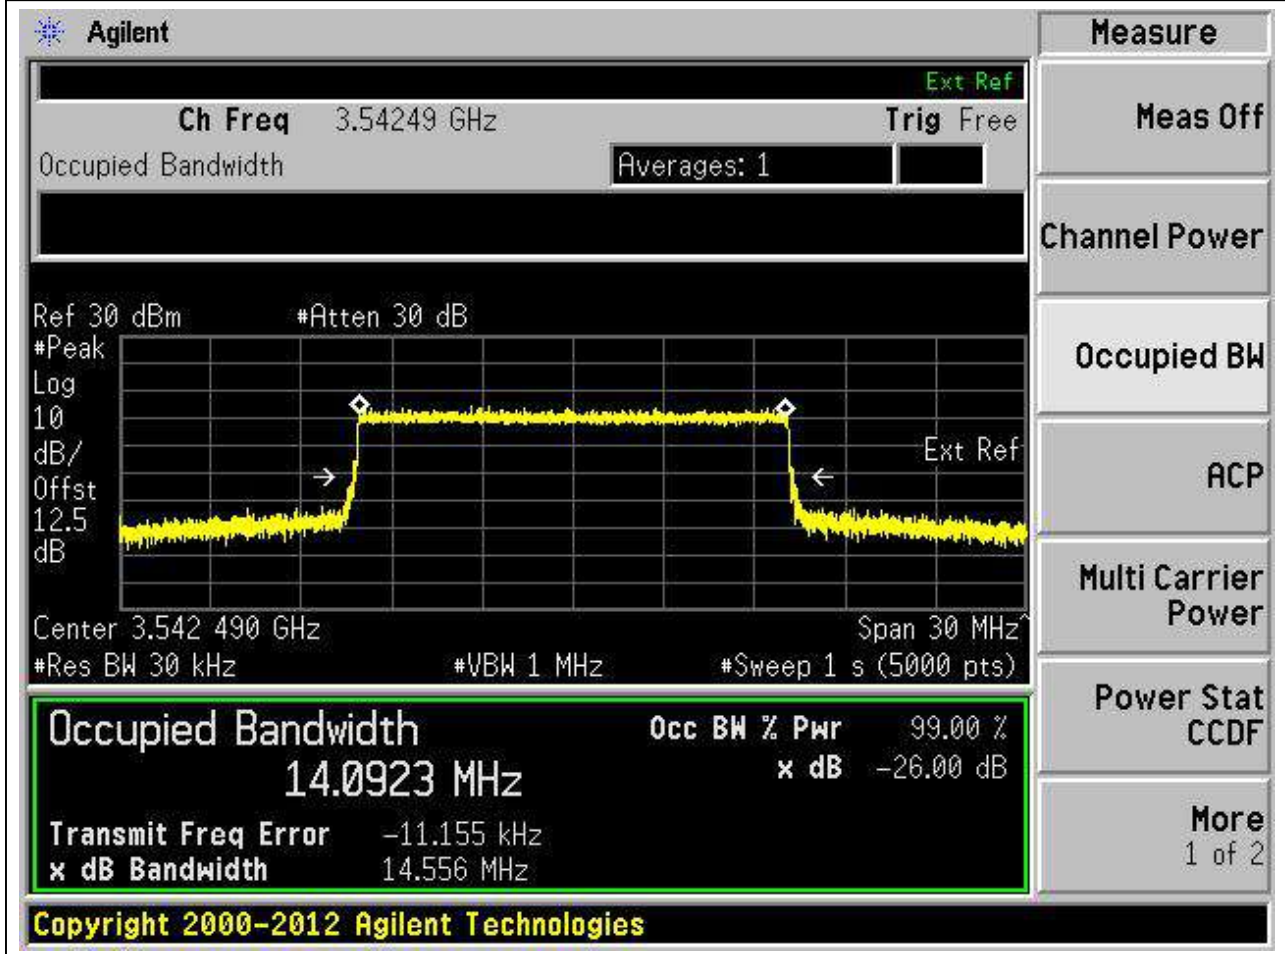 Agilent
Measure
Ext Ref
Ch Freq 3.54249 GHz Trig Free
Meas Off
Occupied Bandwidth Averages: 1
Channel Power
Ref 30 dBm #Atten 30 dB
#Peak
Log
10
dB/
Offst
12.5
dB
Ext Ref
Occupied BW
ACP
Center 3.542 490 GHz Span 30 MHz^
#Res BW 30 kHz #VBW 1 MHz #Sweep 1 s (5000 pts)
Multi Carrier
Power
Occupied Bandwidth Occ BW % Pwr 99.00 %
14.0923 MHz x dB -26.00 dB
Transmit Freq Error -11.155 kHz
x dB Bandwidth 14.556 MHz
Power Stat
CCDF
More
1 of 2
Copyright 2000-2012 Agilent Technologies